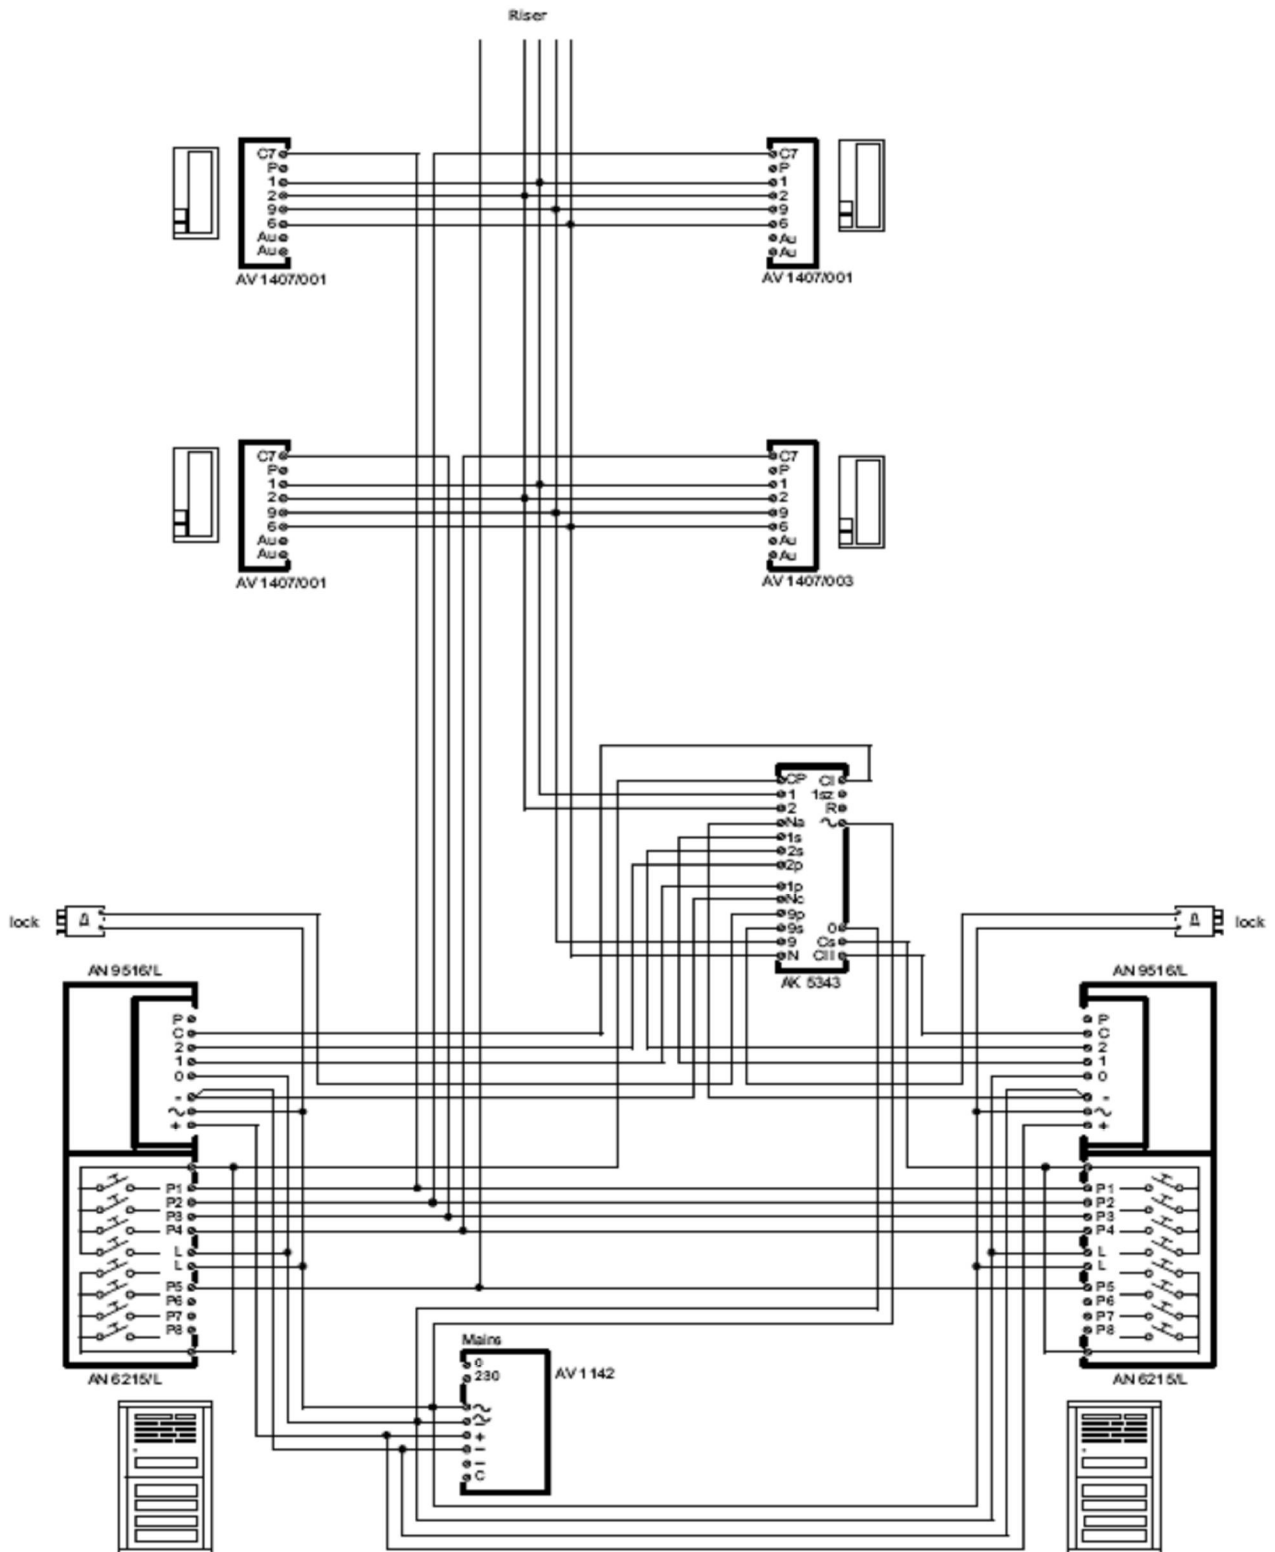 Riser
C7
P
1
2
9
6
Au
Au
AV 1407/001
C7
P
1
2
9
6
Au
Au
AV 1407/001
C7
P
1
2
9
6
Au
Au
AV 1407/001
C7
P
1
2
9
6
Au
Au
AV 1407/003
CP CI
1 1sz
2 R
Na ~
1s
2s
2p
1p
Nc
9p
9s 0
9 Cs
N CII
AK 5343
lock
lock
AN 9516/L
P
C
2
1
0
-
~
+
P1
P2
P3
P4
L
L
P5
P6
P7
P8
AN 6215/L
AN 9516/L
P
C
2
1
0
-
~
+
P1
P2
P3
P4
L
L
P5
P6
P7
P8
AN 6215/L
Mains
0
230
~
~
+
-
-
C
AV 1142